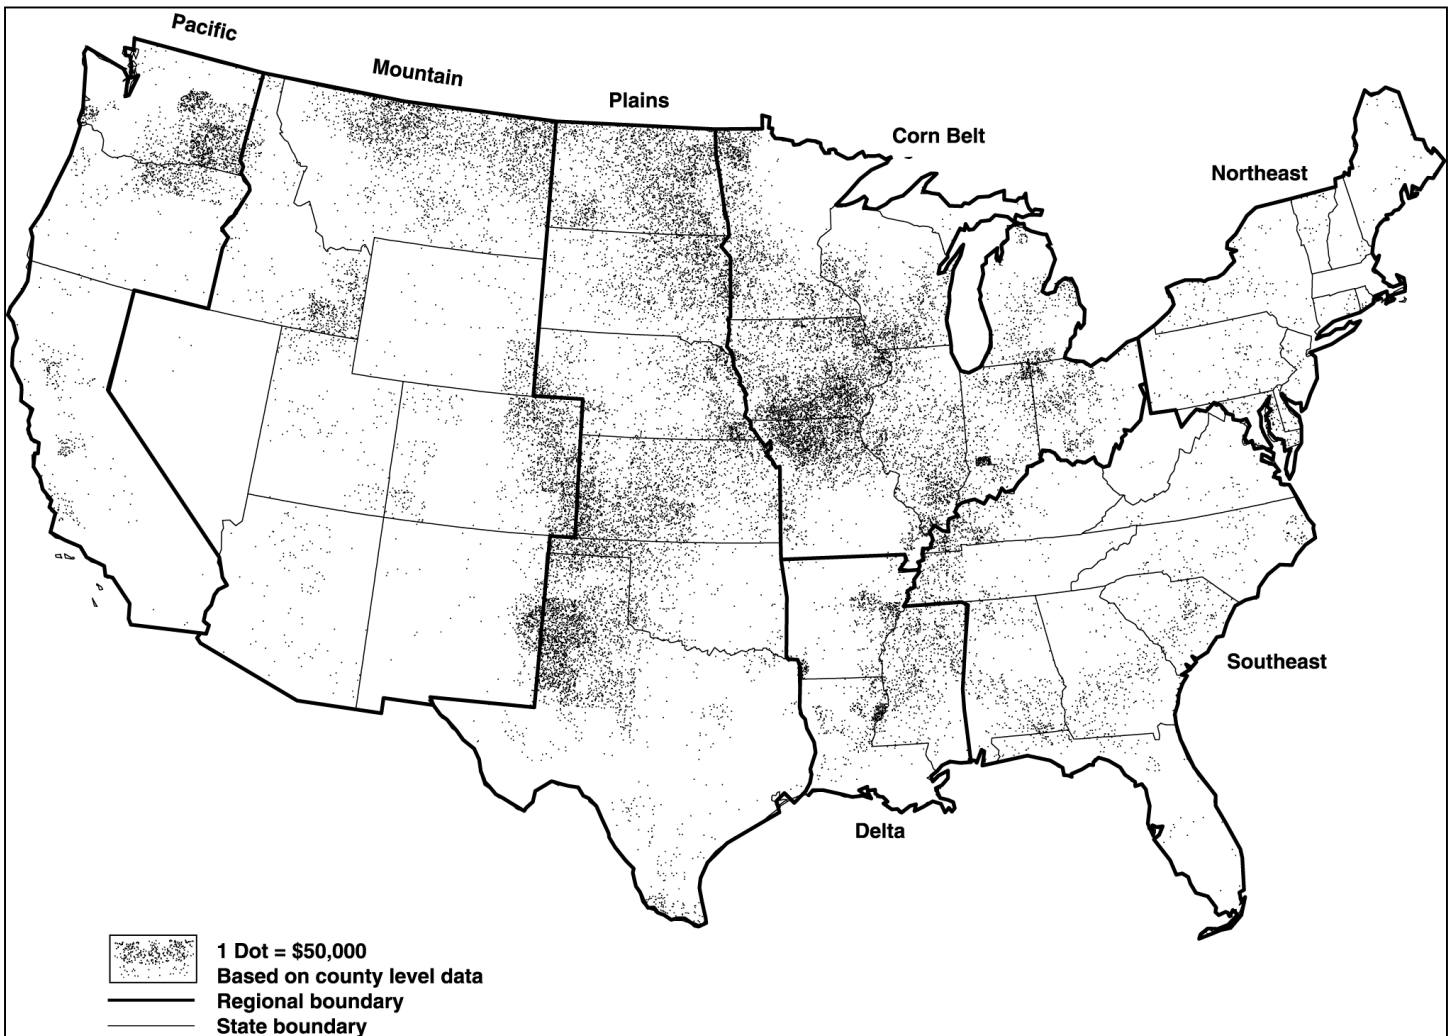 Pacific
Mountain
Plains
Corn Belt
Northeast
Southeast
Delta
1 Dot = $50,000
Based on county level data
Regional boundary
State boundary